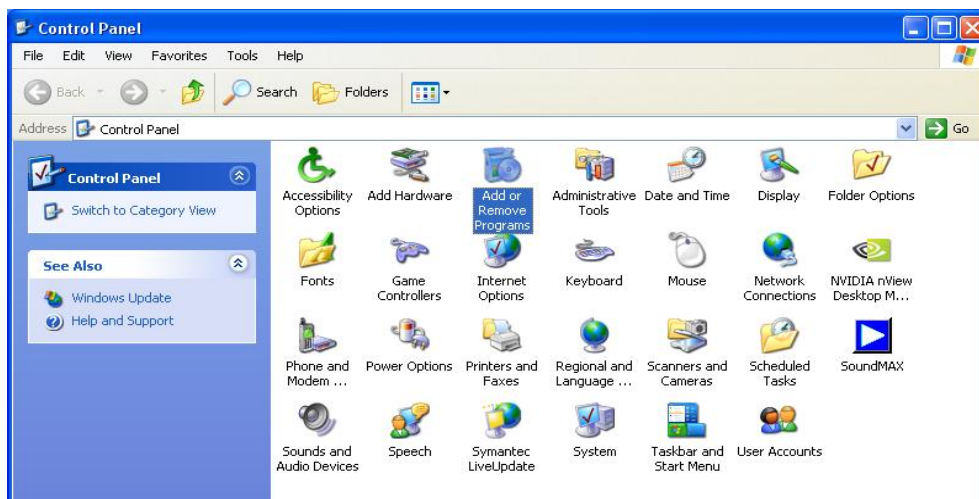 Control Panel
File Edit View Favorites Tools Help
Back Search Folders
Address Control Panel Go
Control Panel
Switch to Category View
See Also
Windows Update
Help and Support
Accessibility Options
Add Hardware
Add or Remove Programs
Administrative Tools
Date and Time
Display
Folder Options
Fonts
Game Controllers
Internet Options
Keyboard
Mouse
Network Connections
NVIDIA nView Desktop M...
Phone and Modem ...
Power Options
Printers and Faxes
Regional and Language ...
Scanners and Cameras
Scheduled Tasks
SoundMAX
Sounds and Audio Devices
Speech
Symantec LiveUpdate
System
Taskbar and Start Menu
User Accounts